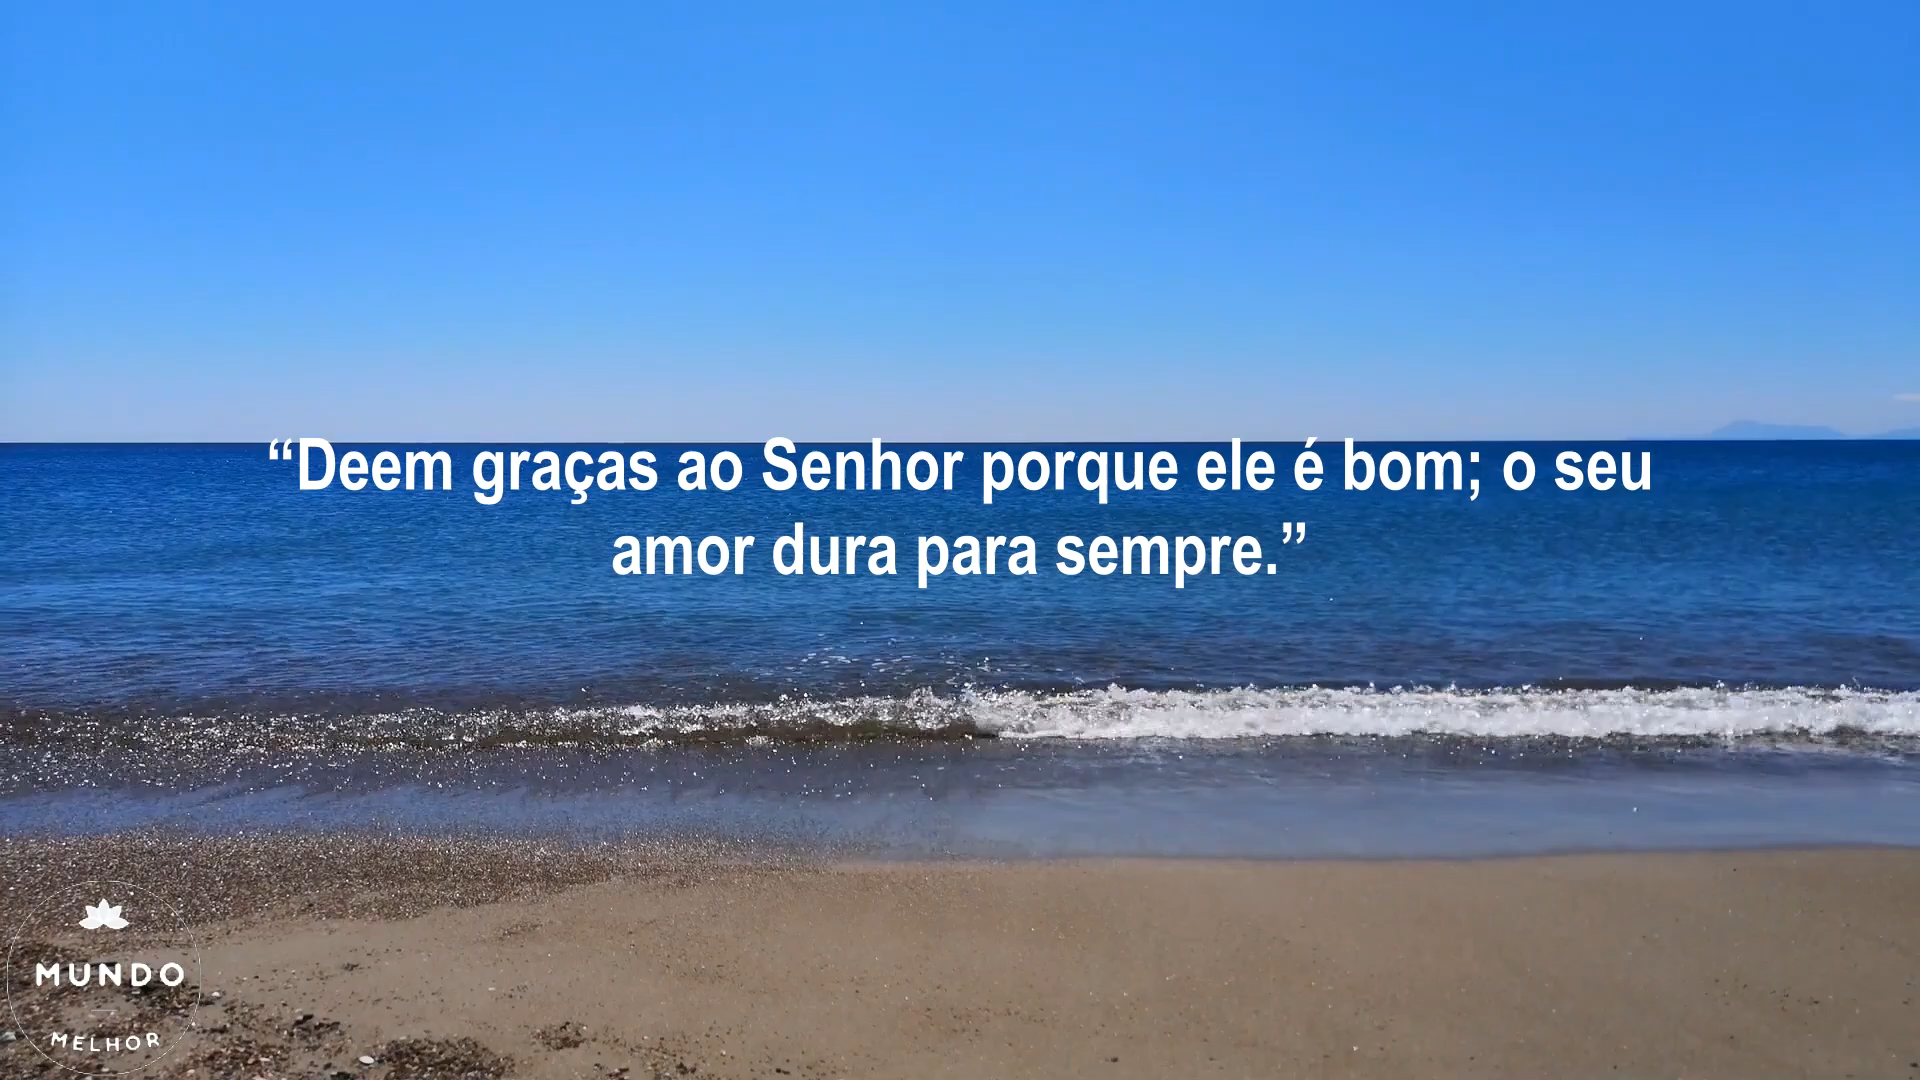 “Deem graças ao Senhor porque ele é bom; o seu
amor dura para sempre.”
MUNDO
MELHOR